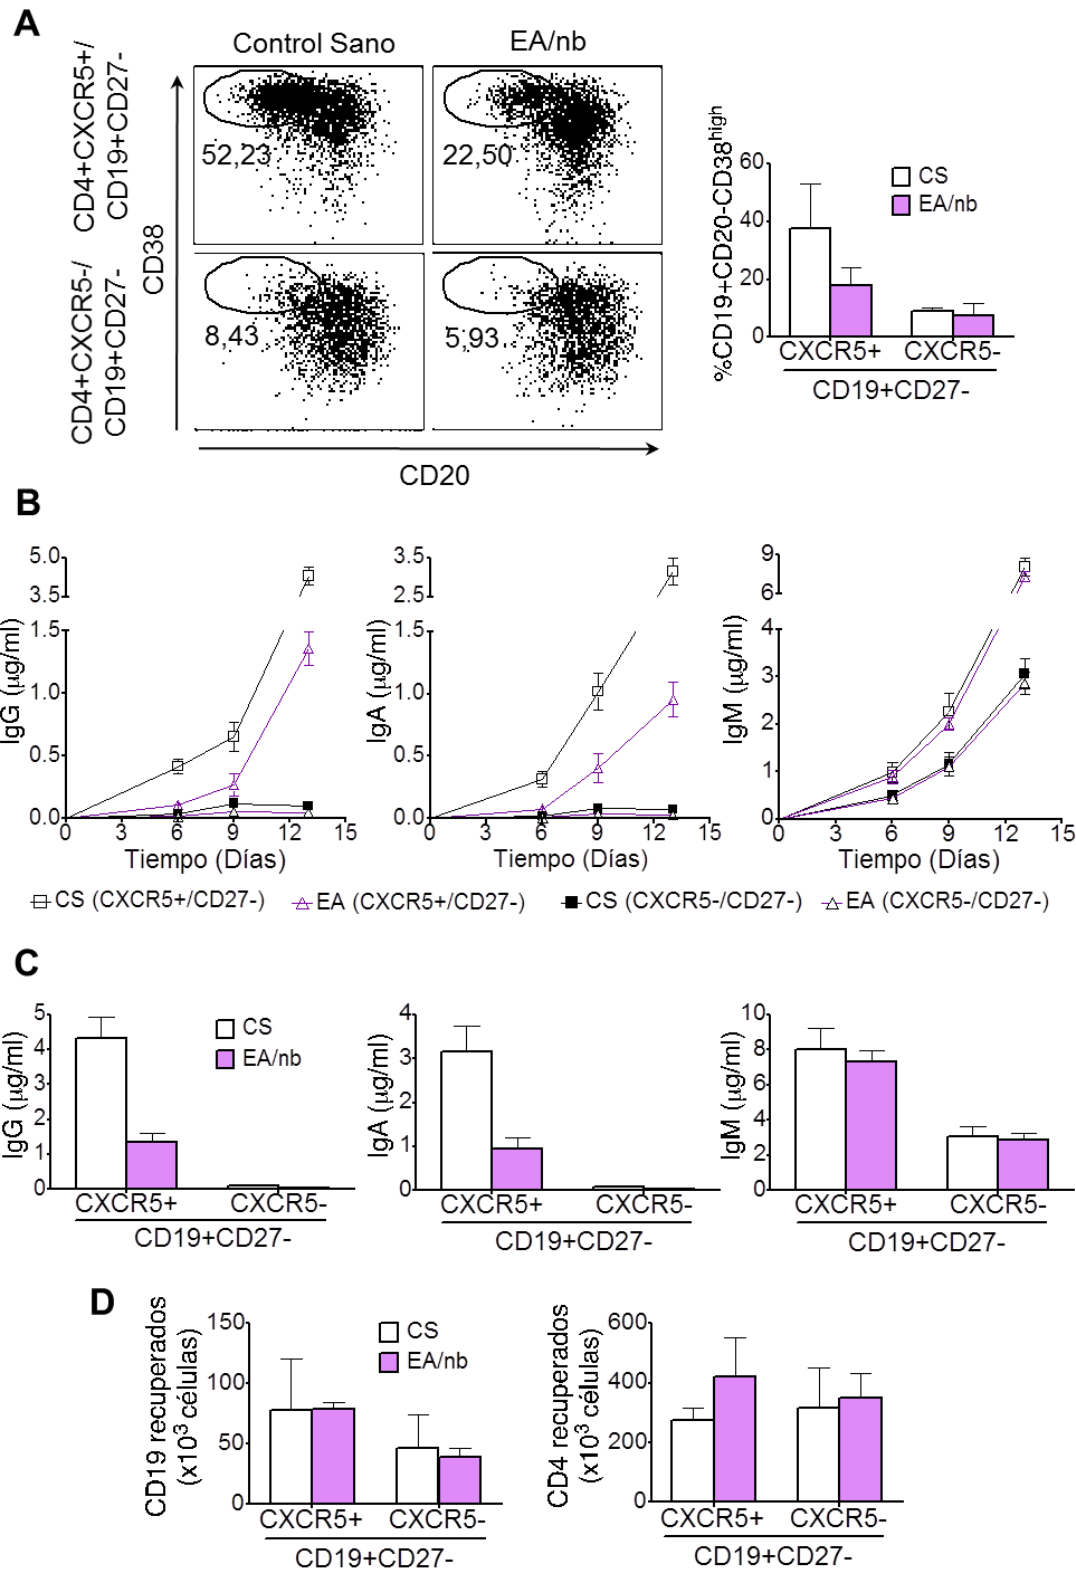 A
Control Sano
EA/nb
CD4+CXCR5+/
CD19+CD27-
CD4+CXCR5-/
CD19+CD27-
CD38
52,23
22,50
8,43
5,93
CD20
%CD19+CD20-CD38high
60
40
20
0
CS
EA/nb
CXCR5+
CXCR5-
CD19+CD27-
B
IgG (µg/ml)
5.0
3.5
1.5
1.0
0.5
0.0
0 3 6 9 12 15
Tiempo (Días)
IgA (µg/ml)
3.5
2.5
1.5
1.0
0.5
0.0
0 3 6 9 12 15
Tiempo (Días)
IgM (µg/ml)
9
6
4
3
2
1
0
0 3 6 9 12 15
Tiempo (Días)
CS (CXCR5+/CD27-) EA (CXCR5+/CD27-) CS (CXCR5-/CD27-) EA (CXCR5-/CD27-)
C
IgG (µg/ml)
5
4
3
2
1
0
CS
EA/nb
CXCR5+ CXCR5-
CD19+CD27-
IgA (µg/ml)
4
3
2
1
0
CXCR5+ CXCR5-
CD19+CD27-
IgM (µg/ml)
10
8
6
4
2
0
CXCR5+ CXCR5-
CD19+CD27-
D
CD19 recuperados
(x10³ células)
150
100
50
0
CS
EA/nb
CXCR5+ CXCR5-
CD19+CD27-
CD4 recuperados
(x10³ células)
600
400
200
0
CXCR5+ CXCR5-
CD19+CD27-